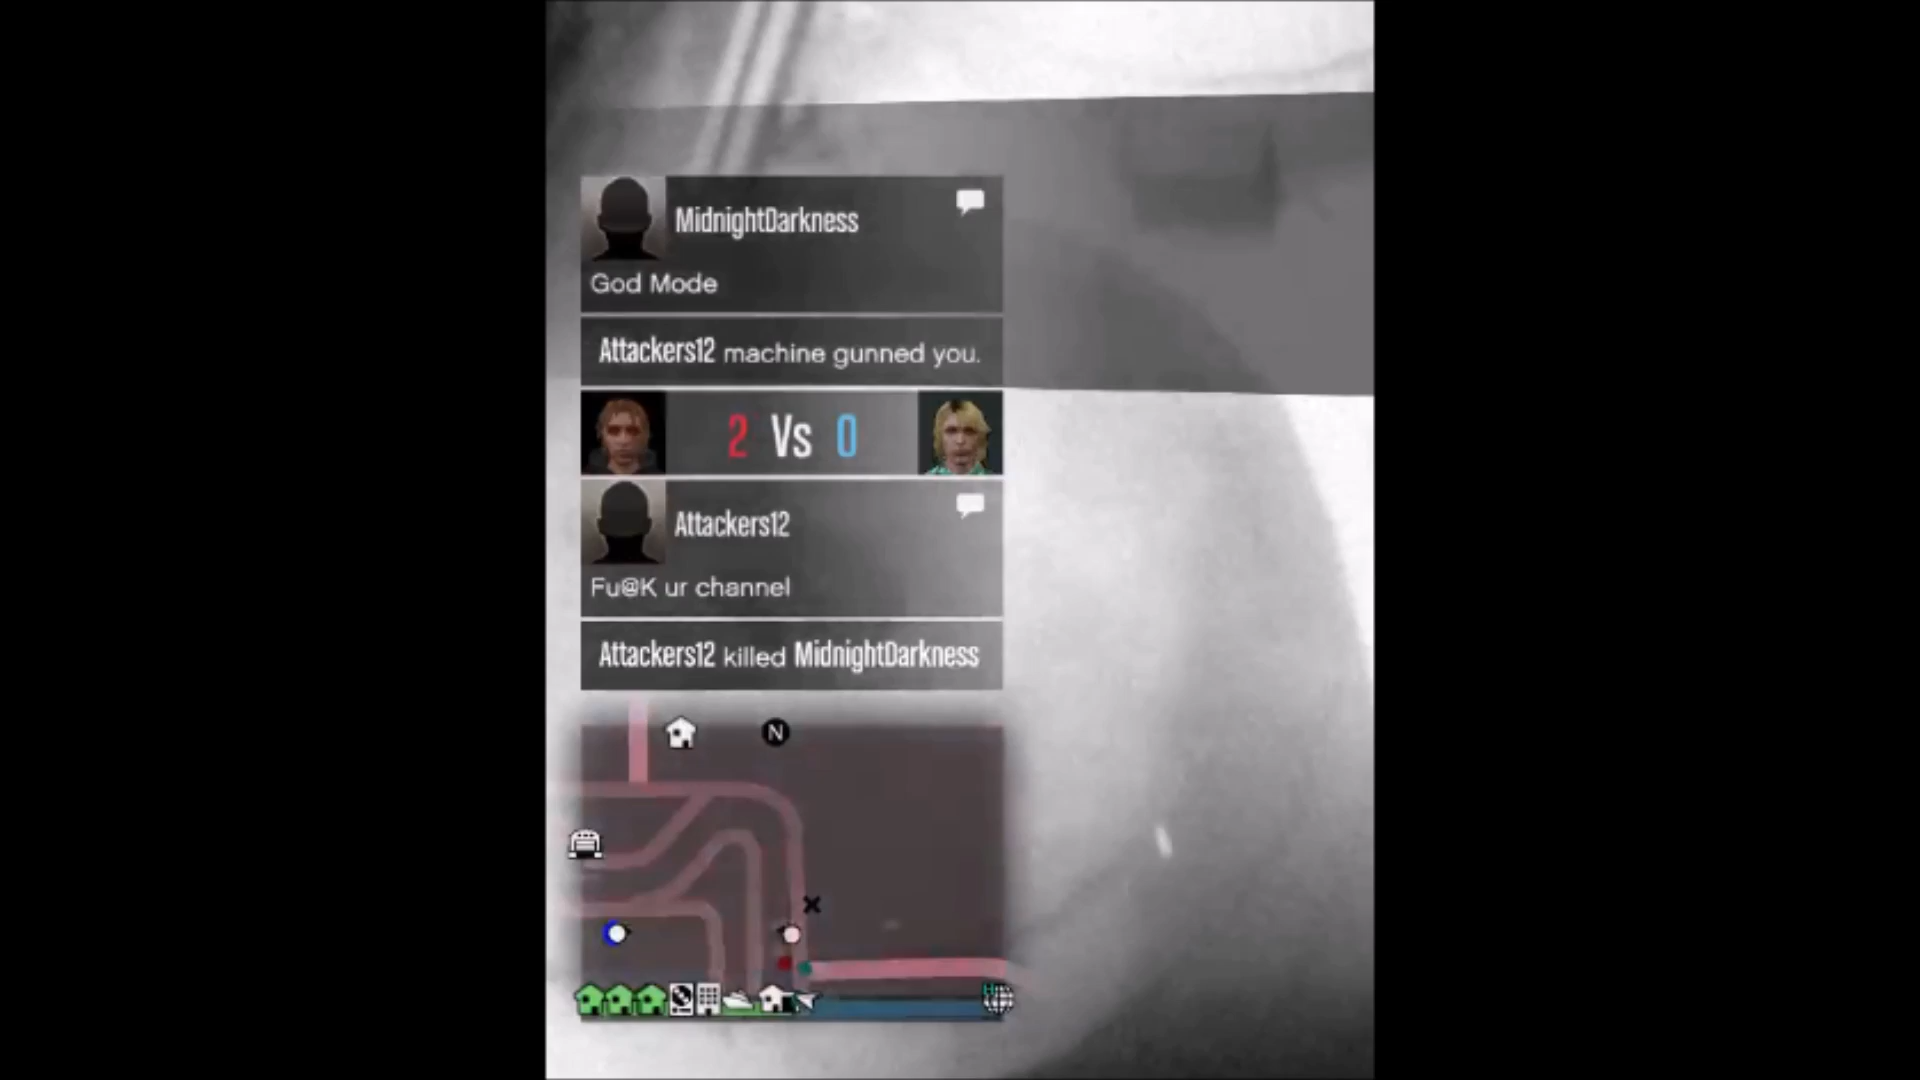 MidnightDarkness
God Mode
Attackers12 machine gunned you.
2 Vs 0
Attackers12
Fu@K ur channel
Attackers12 killed MidnightDarkness
N
H